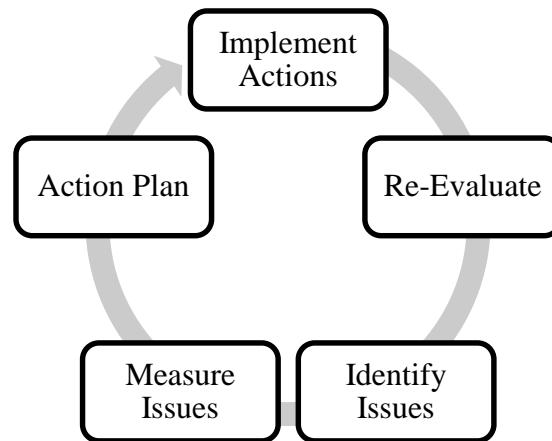 Implement
Actions
Re-Evaluate
Identify
Issues
Measure
Issues
Action Plan